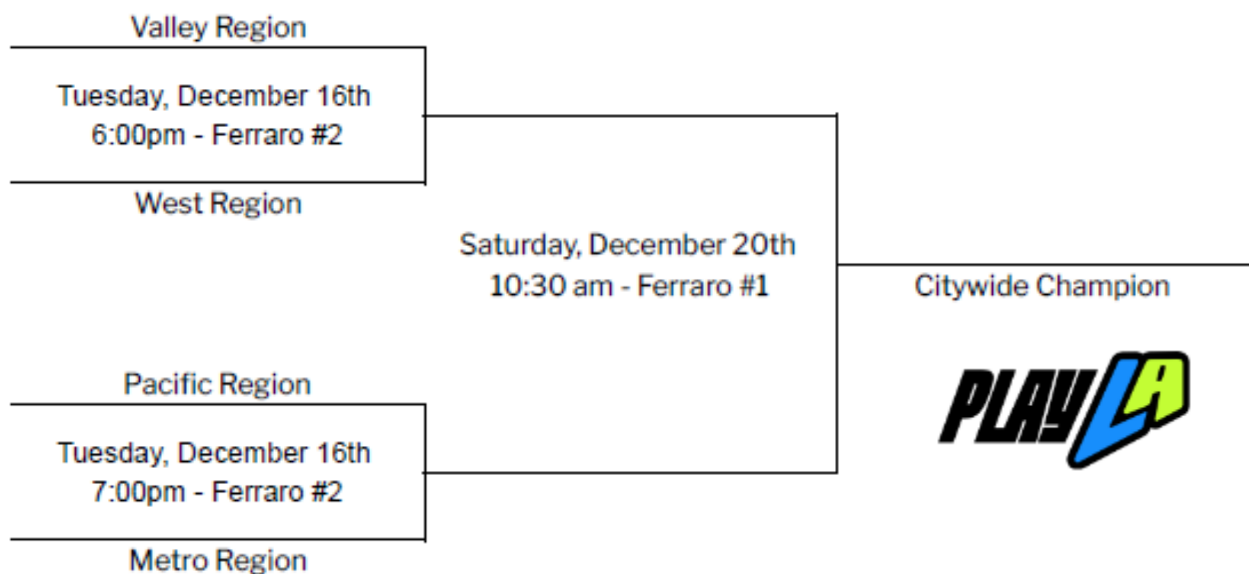 Valley Region
Tuesday, December 16th
6:00pm - Ferraro #2
West Region
Saturday, December 20th
10:30 am - Ferraro #1
Citywide Champion
PLAY LA
Pacific Region
Tuesday, December 16th
7:00pm - Ferraro #2
Metro Region